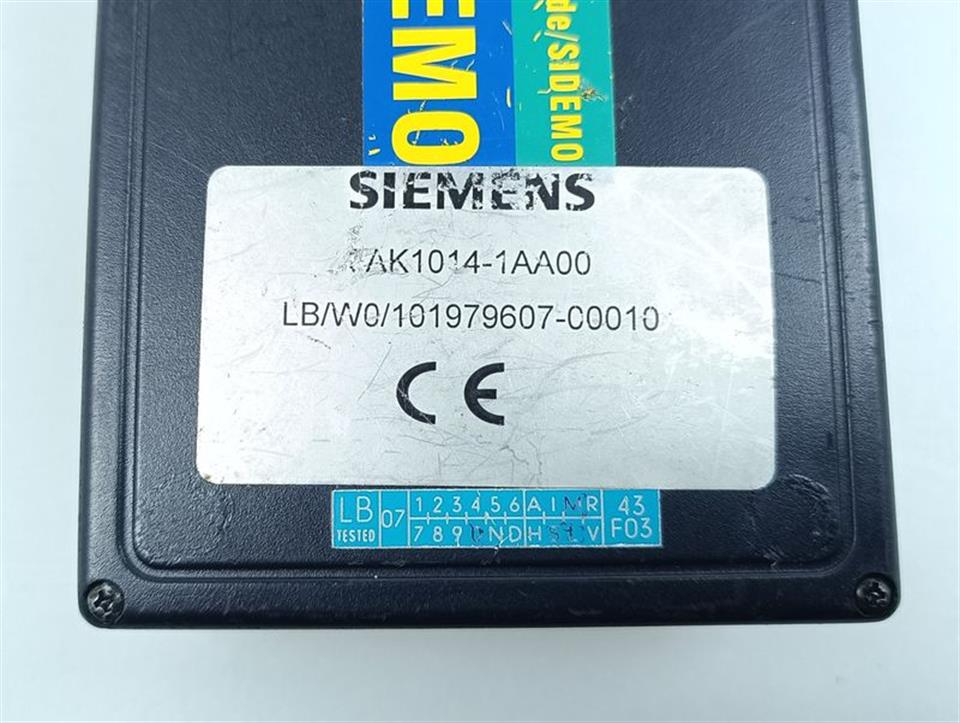 EMO
de/SIDEMO
SIEMENS
AK1014-1AA00
LB/W0/101979607-00010
CE
LB TESTED 07 1 2 3 4 5 6 A I M R 43
7 8 9 O N D H V F03